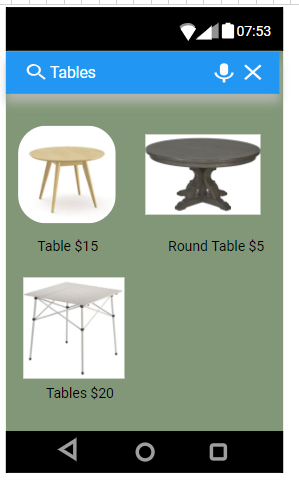 07:53
Tables
Table $15
Round Table $5
Tables $20